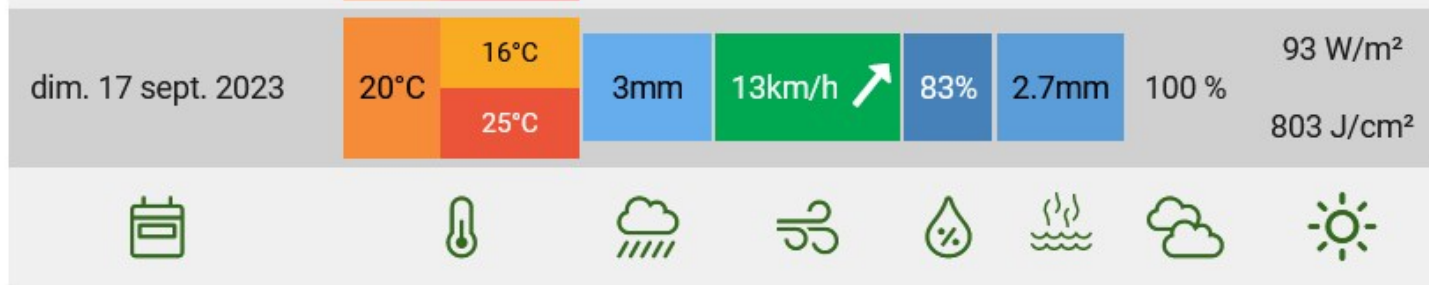 dim. 17 sept. 2023
20°C
16°C
25°C
3mm
13km/h
83%
2.7mm
100 %
93 W/m²
803 J/cm²
%